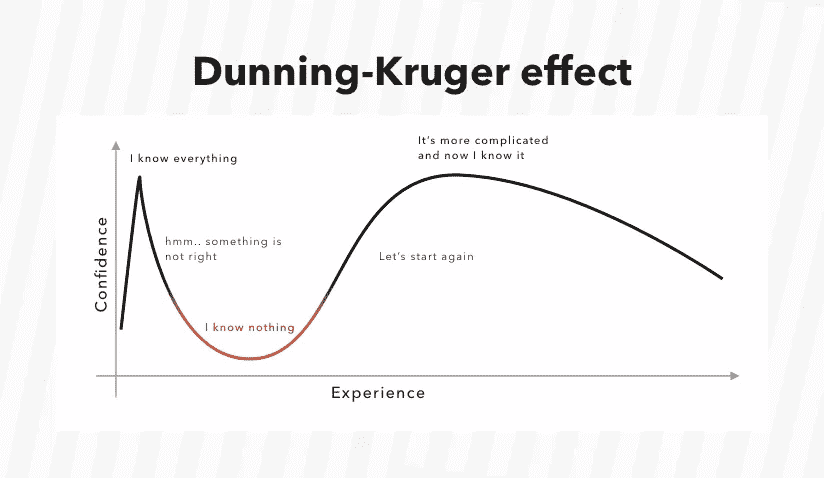 Dunning-Kruger effect
It's more complicated
and now I know it
I know everything
hmm.. something is
not right
Let's start again
I know nothing
Confidence
Experience